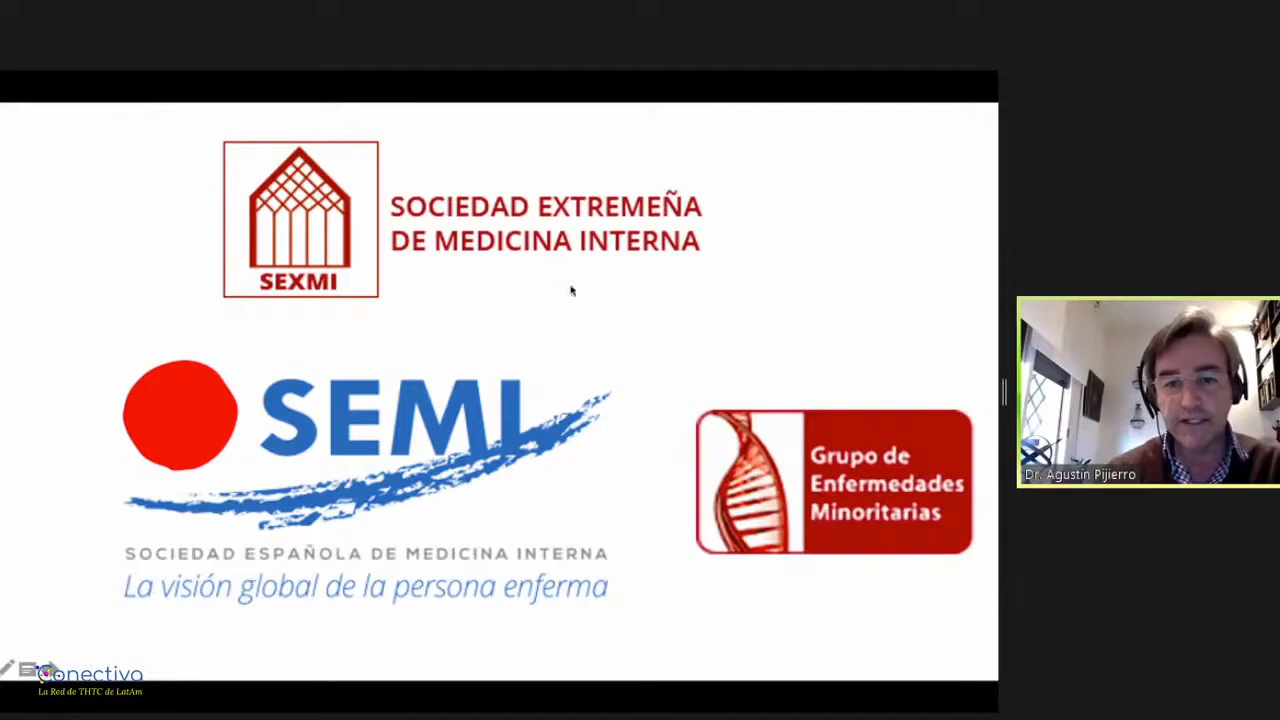 SEXMI
SOCIEDAD EXTREMEÑA
DE MEDICINA INTERNA
SEMI
SOCIEDAD ESPAÑOLA DE MEDICINA INTERNA
La visión global de la persona enferma
Grupo de
Enfermedades
Minoritarias
Dr. Agustín Pijierro
Conectiva
La Red de THTC de LatAm